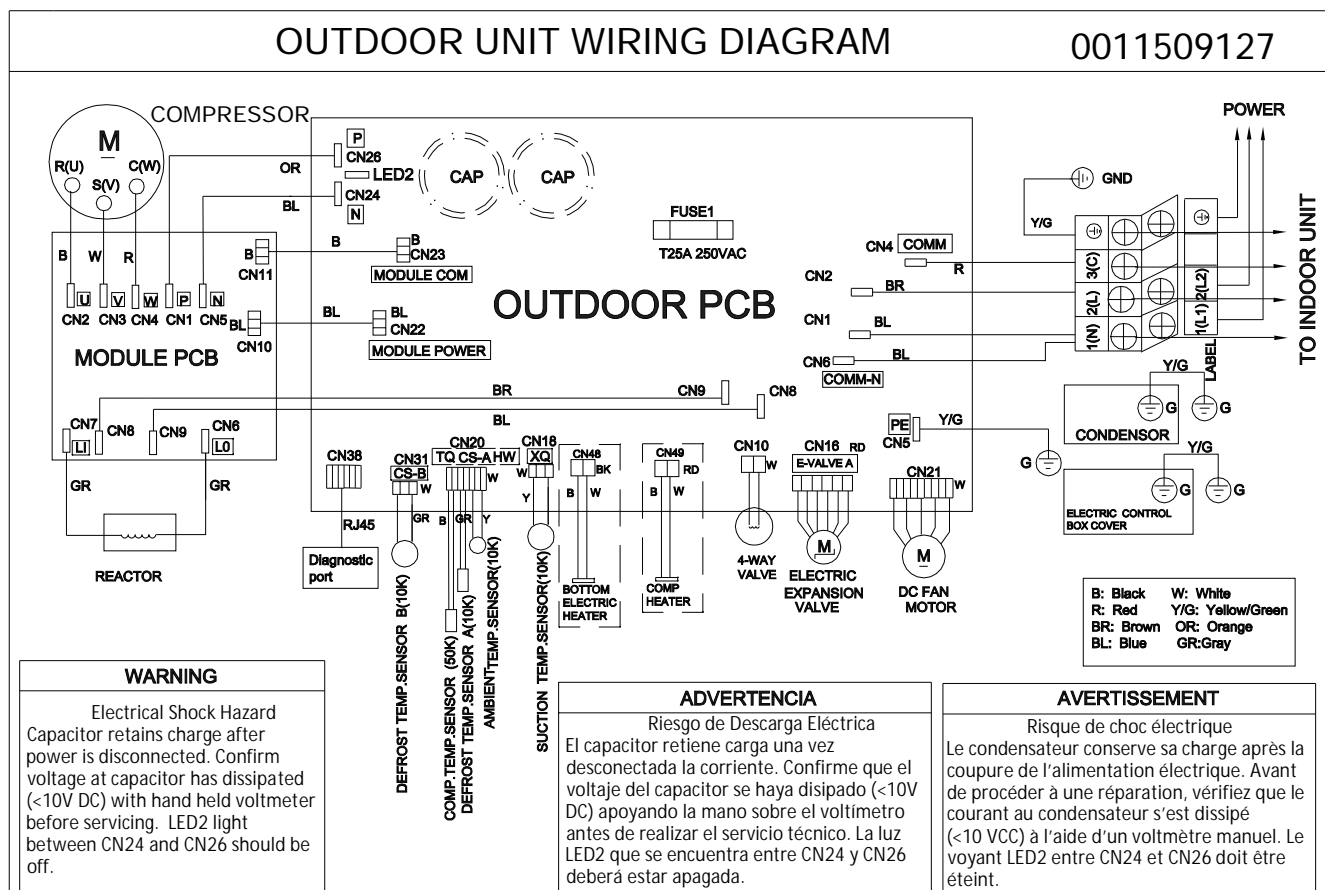 OUTDOOR UNIT WIRING DIAGRAM
0011509127
COMPRESSOR
M
R(U)
C(W)
S(V)
OR
BL
P
CN26
LED2
CN24
N
CAP
CAP
FUSE1
T25A 250VAC
POWER
GND
Y/G
TO INDOOR UNIT
B
W
R
B
CN11
B
B
CN23
MODULE COM
U
V
W
P
N
CN2
CN3
CN4
CN1
CN5
BL
CN10
BL
BL
CN22
MODULE POWER
MODULE PCB
OUTDOOR PCB
CN4
COMM
R
CN2
BR
CN1
BL
CN6
BL
COMM-N
3(C)
2(L)
1(N)
2(L2)
1(L1)
LABEL
BR
CN9
CN8
BL
CN7
LI
CN8
CN9
CN6
L0
GR
GR
REACTOR
CN38
RJ45
Diagnostic
port
CN31
CS-B
W
GR
CN20
TQ
CS-A
HW
W
B
GR
Y
CN18
XQ
W
Y
CN48
BK
B
W
BOTTOM
ELECTRIC
HEATER
CN49
RD
B
W
COMP
HEATER
CN10
W
4-WAY
VALVE
CN16
RD
E-VALVE A
M
ELECTRIC
EXPANSION
VALVE
PE
CN5
Y/G
G
CN21
W
M
DC FAN
MOTOR
Y/G
G
G
CONDENSOR
Y/G
G
G
ELECTRIC CONTROL
BOX COVER
DEFROST TEMP.SENSOR B(10K)
COMP.TEMP.SENSOR (50K)
DEFROST TEMP.SENSOR A(10K)
AMBIENT TEMP.SENSOR(10K)
SUCTION TEMP.SENSOR(10K)
B: Black W: White
R: Red Y/G: Yellow/Green
BR: Brown OR: Orange
BL: Blue GR:Gray
WARNING
Electrical Shock Hazard
Capacitor retains charge after
power is disconnected. Confirm
voltage at capacitor has dissipated
(<10V DC) with hand held voltmeter
before servicing. LED2 light
between CN24 and CN26 should be
off.
ADVERTENCIA
Riesgo de Descarga Eléctrica
El capacitor retiene carga una vez
desconectada la corriente. Confirme que el
voltaje del capacitor se haya disipado (<10V
DC) apoyando la mano sobre el voltímetro
antes de realizar el servicio técnico. La luz
LED2 que se encuentra entre CN24 y CN26
deberá estar apagada.
AVERTISSEMENT
Risque de choc électrique
Le condensateur conserve sa charge après la
coupure de l'alimentation électrique. Avant
de procéder à une réparation, vérifiez que le
courant au condensateur s'est dissipé
(<10 VCC) à l'aide d'un voltmètre manuel. Le
voyant LED2 entre CN24 et CN26 doit être
éteint.